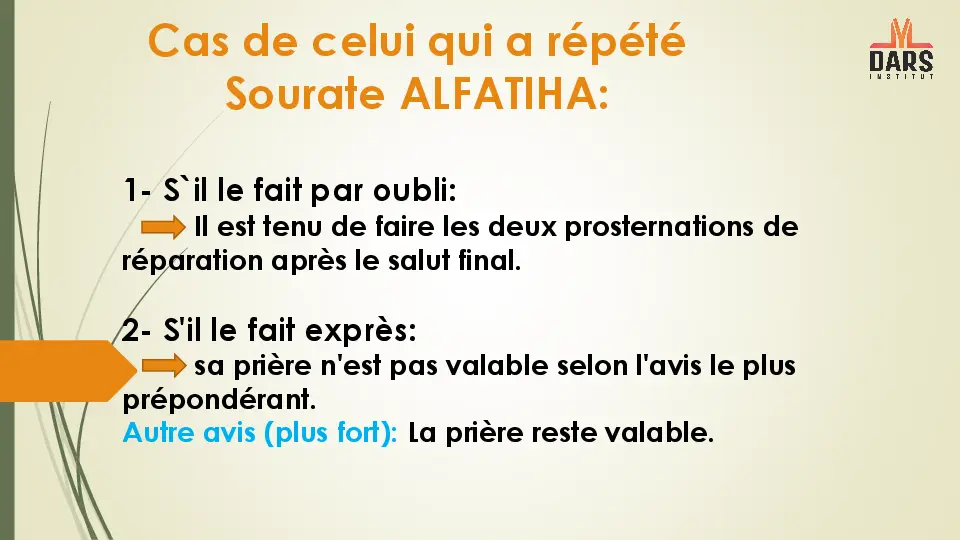 Cas de celui qui a répété
Sourate ALFATIHA:
DARS
INSTITUT
1- S`il le fait par oubli:
Il est tenu de faire les deux prosternations de
réparation après le salut final.
2- S'il le fait exprès:
sa prière n'est pas valable selon l'avis le plus
prépondérant.
Autre avis (plus fort): La prière reste valable.